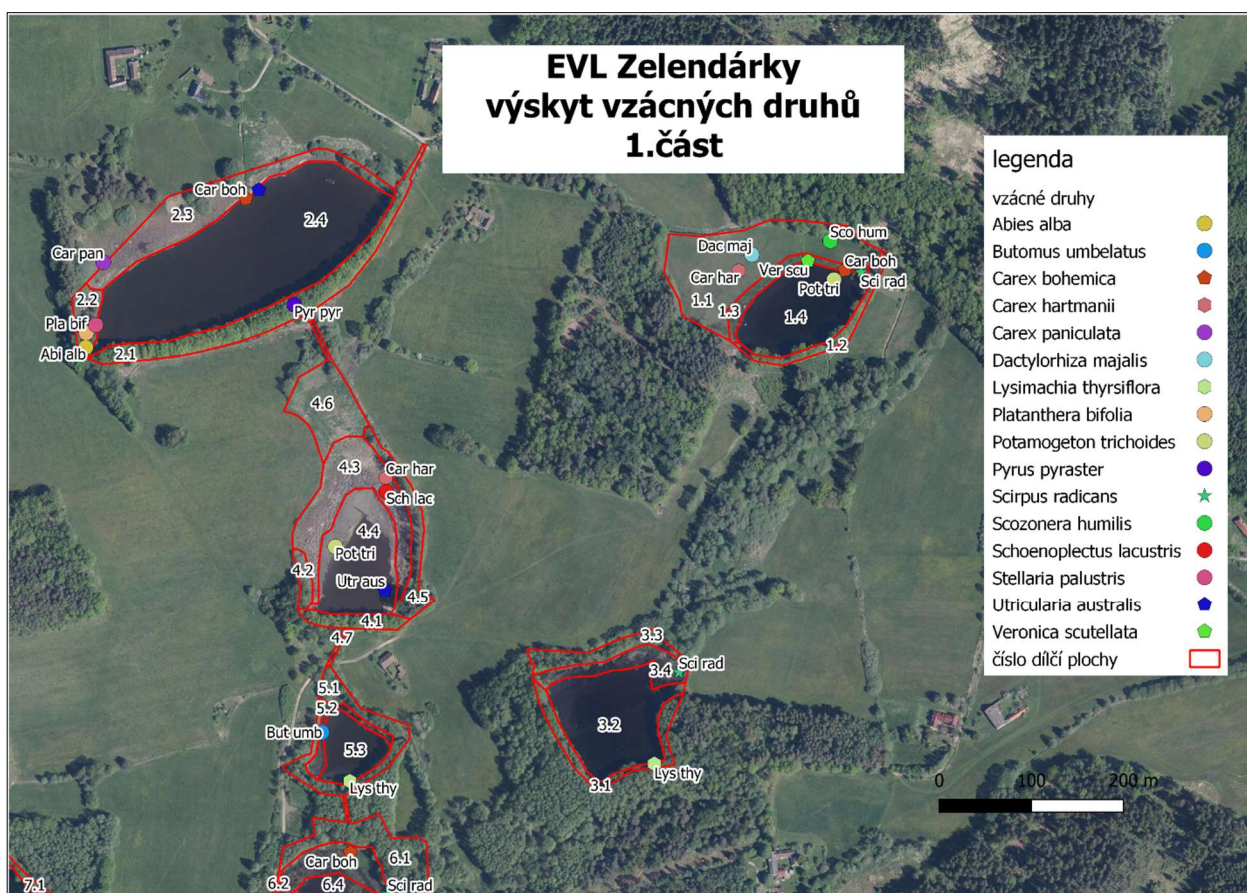 EVL Zelendárky
výskyt vzácných druhů
1.část
legenda
vzácné druhy
Abies alba
Butomus umbelatus
Carex bohemica
Carex hartmanii
Carex paniculata
Dactylorhiza majalis
Lysimachia thyrsiflora
Platanthera bifolia
Potamogeton trichoides
Pyrus pyraster
Scirpus radicans
Scozonera humilis
Schoenoplectus lacustris
Stellaria palustris
Utricularia australis
Veronica scutellata
číslo dílčí plochy
Car boh
2.3
2.4
Car pan
2.2
Pla bif
Pyr pyr
Abi alb
2.1
Sco hum
Dac maj
Ver scu
Car boh
Car har
Sci rad
Pot tri
1.1
1.3
1.4
1.2
4.6
4.3
Car har
Sch lac
4.4
Pot tri
4.2
Utr aus
4.5
4.1
4.7
3.3
Sci rad
3.4
5.1
5.2
3.2
But umb
5.3
Lys thy
Lys thy
3.1
0
100
200 m
Car boh
6.1
7.1
6.2
6.4
Sci rad